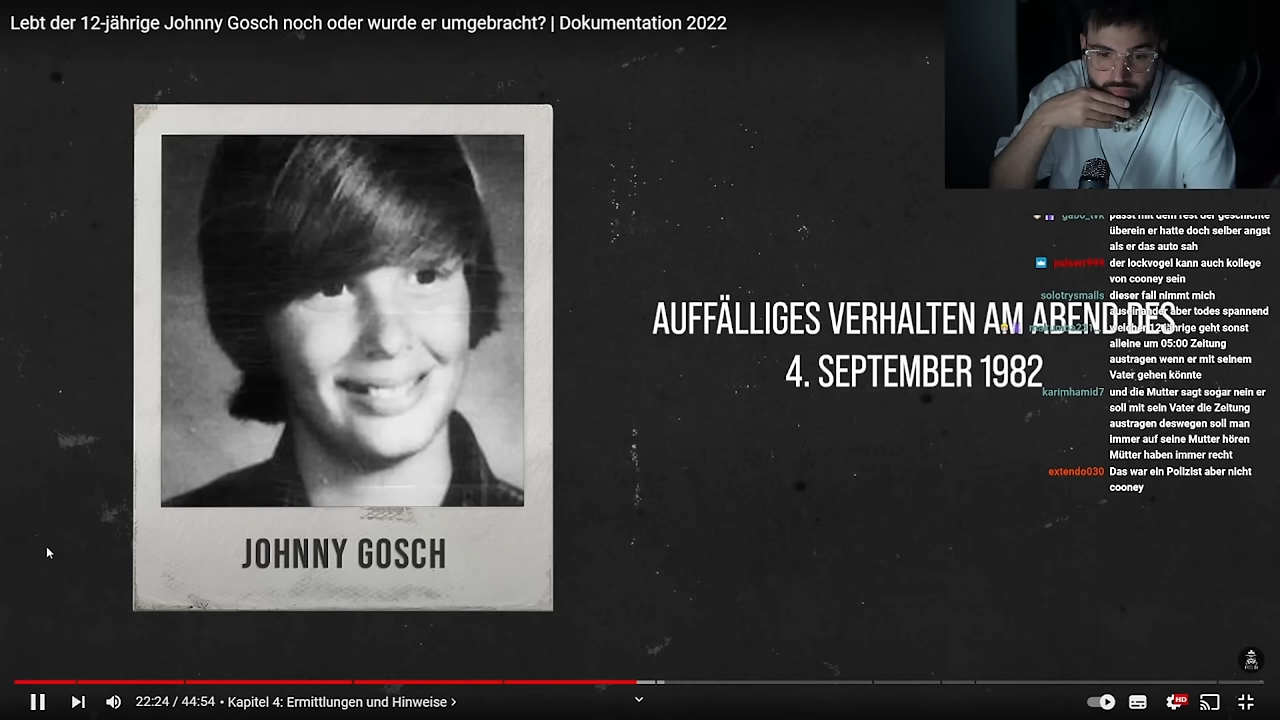 Lebt der 12-jährige Johnny Gosch noch oder wurde er umgebracht? | Dokumentation 2022
JOHNNY GOSCH
AUFFÄLLIGES VERHALTEN AM ABEND DES
4. SEPTEMBER 1982
gabo_tvk passt mit dem rest der geschichte
überein er hatte doch selber angst
als er das auto sah
der lockvogel kann auch kollege
von cooney sein
solotrysmalls dieser fall nimmt mich
auseinander aber todes spannend
welcher 12jährige geht sonst
alleine um 05:00 Zeitung
austragen wenn er mit seinem
Vater gehen könnte
karimhamid7 und die Mutter sagt sogar nein er
soll mit sein Vater die Zeitung
austragen deswegen soll man
immer auf seine Mutter hören
Mütter haben immer recht
extendo030 Das war ein Polizist aber nicht
cooney
22:24 / 44:54 • Kapitel 4: Ermittlungen und Hinweise
HD